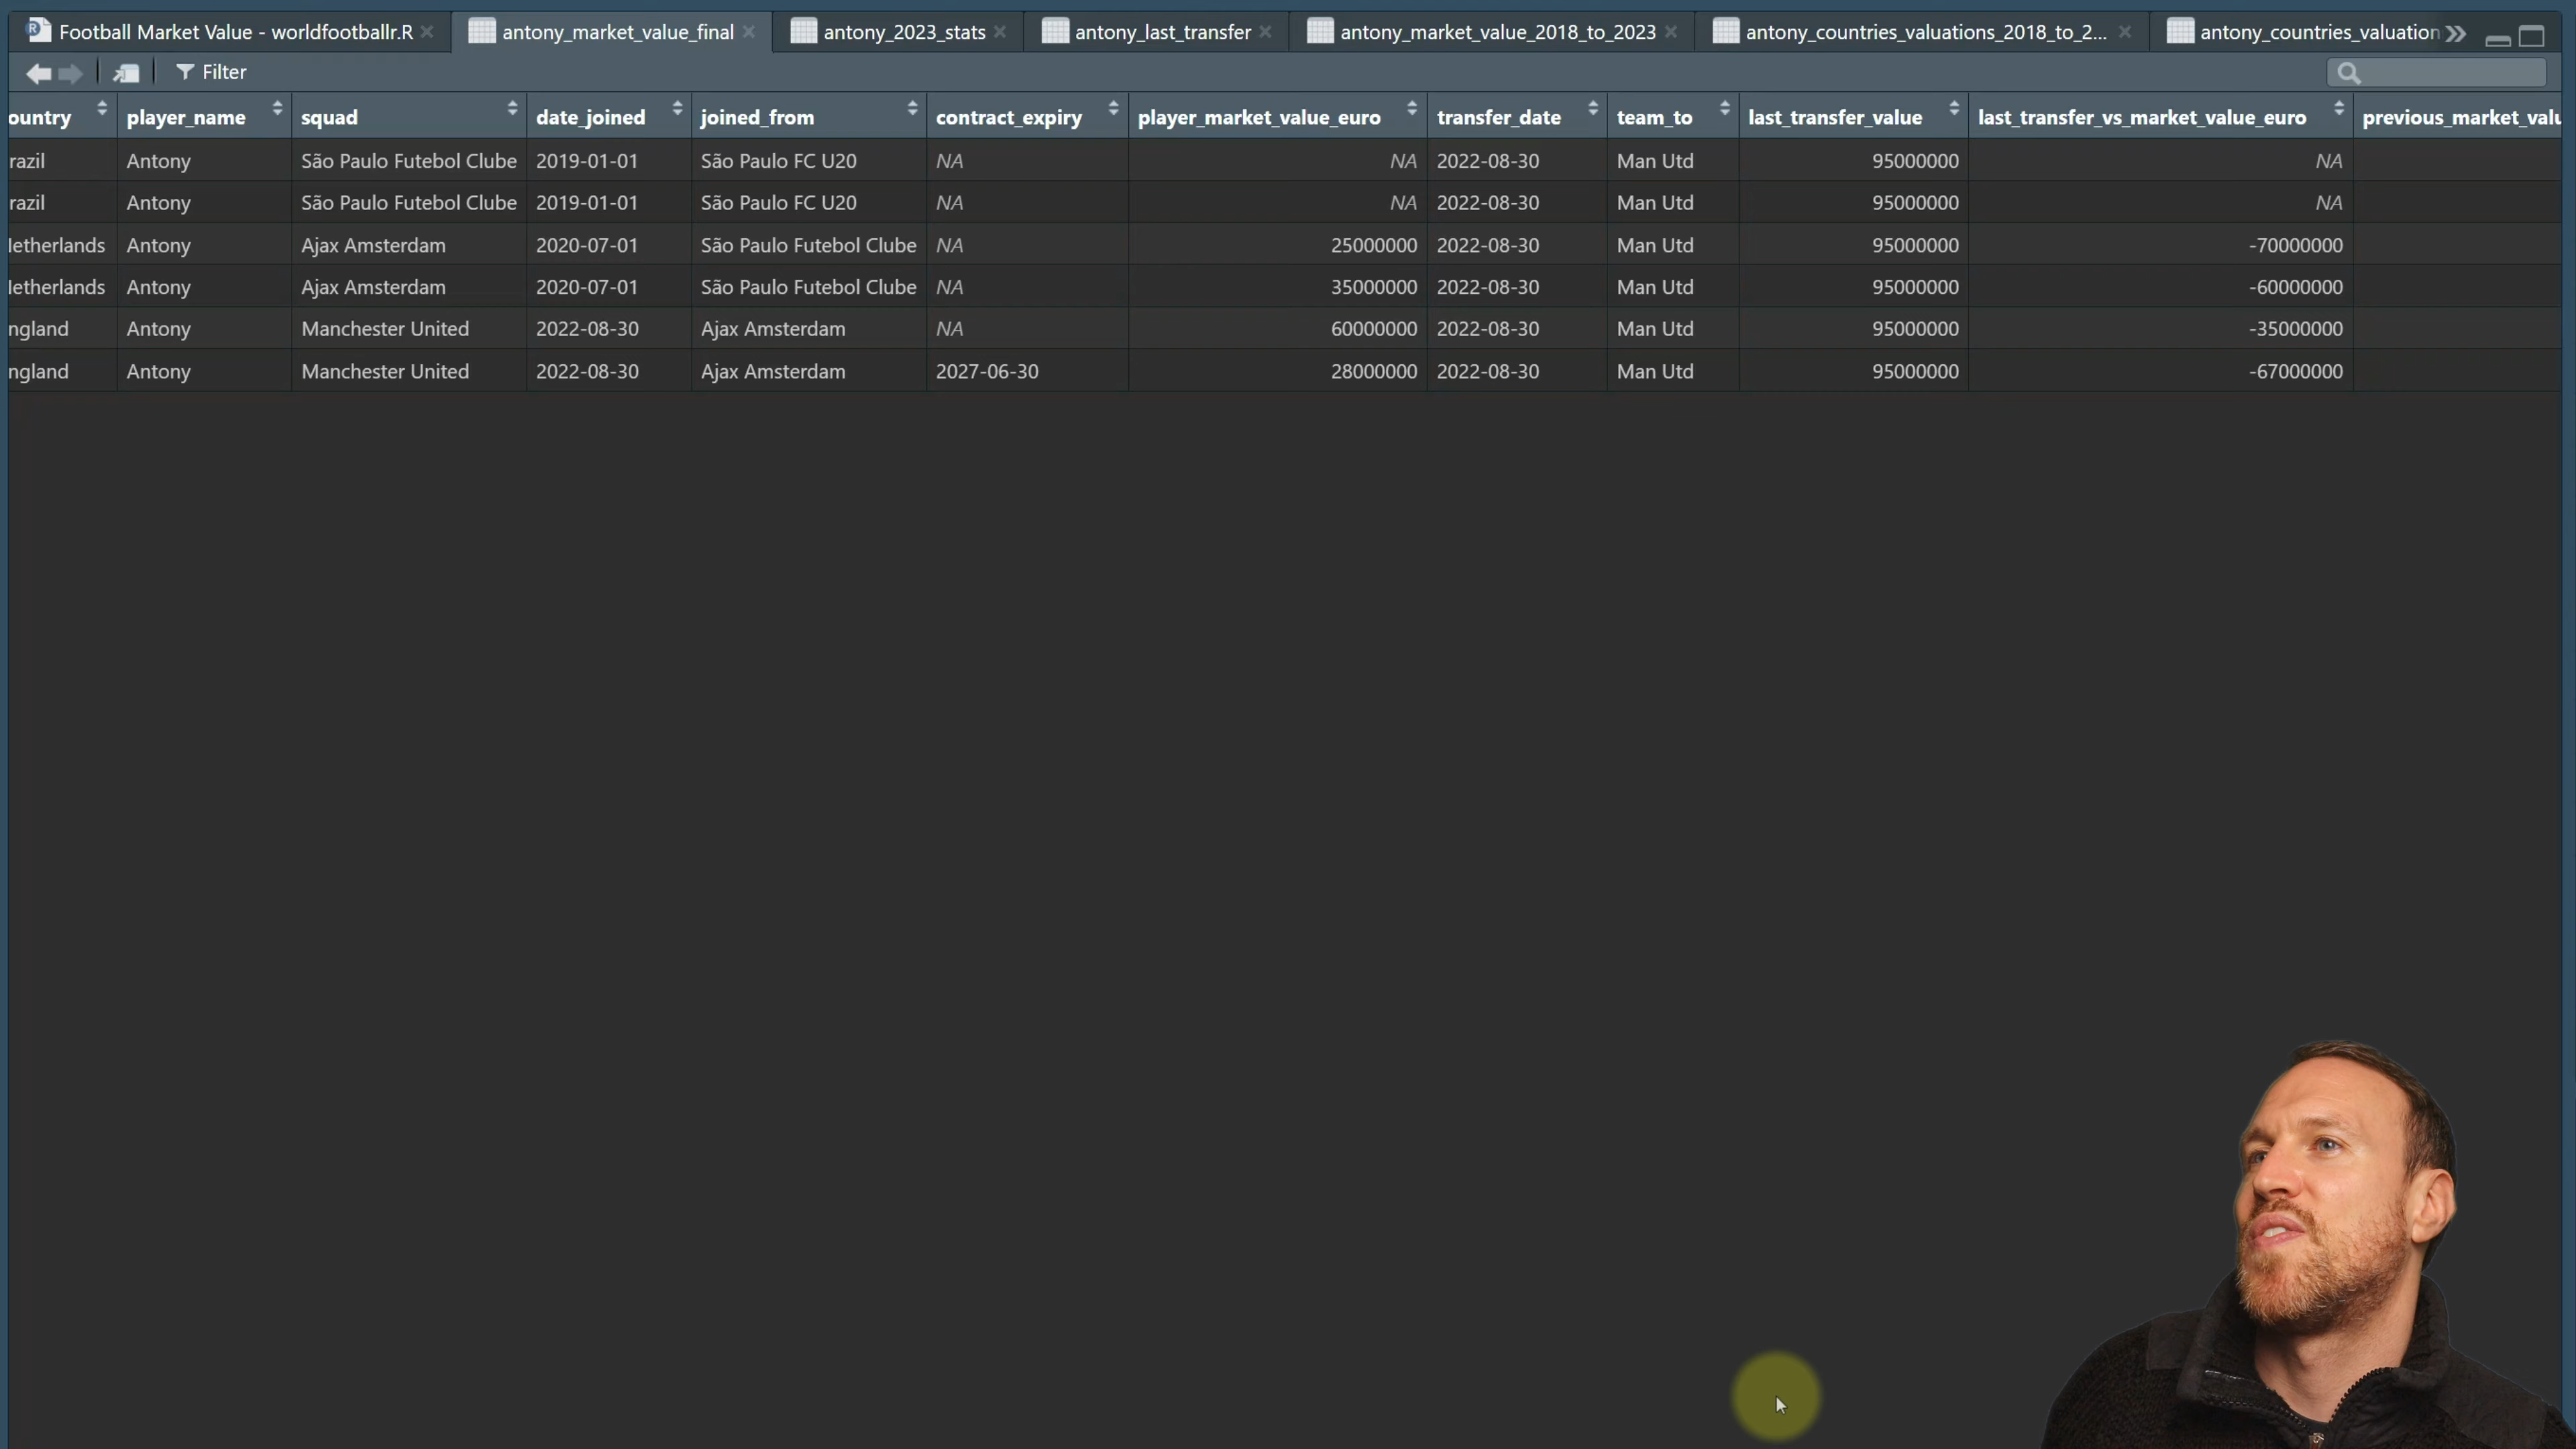 Football Market Value - worldfootballr.R antony_market_value_final antony_2023_stats antony_last_transfer antony_market_value_2018_to_2023 antony_countries_valuations_2018_to_2... antony_countries_valuation
Filter
ountry player_name squad date_joined joined_from contract_expiry player_market_value_euro transfer_date team_to last_transfer_value last_transfer_vs_market_value_euro previous_market_valu
razil Antony São Paulo Futebol Clube 2019-01-01 São Paulo FC U20 NA NA 2022-08-30 Man Utd 95000000 NA
razil Antony São Paulo Futebol Clube 2019-01-01 São Paulo FC U20 NA NA 2022-08-30 Man Utd 95000000 NA
letherlands Antony Ajax Amsterdam 2020-07-01 São Paulo Futebol Clube NA 25000000 2022-08-30 Man Utd 95000000 -70000000
letherlands Antony Ajax Amsterdam 2020-07-01 São Paulo Futebol Clube NA 35000000 2022-08-30 Man Utd 95000000 -60000000
ngland Antony Manchester United 2022-08-30 Ajax Amsterdam NA 60000000 2022-08-30 Man Utd 95000000 -35000000
ngland Antony Manchester United 2022-08-30 Ajax Amsterdam 2027-06-30 28000000 2022-08-30 Man Utd 95000000 -67000000